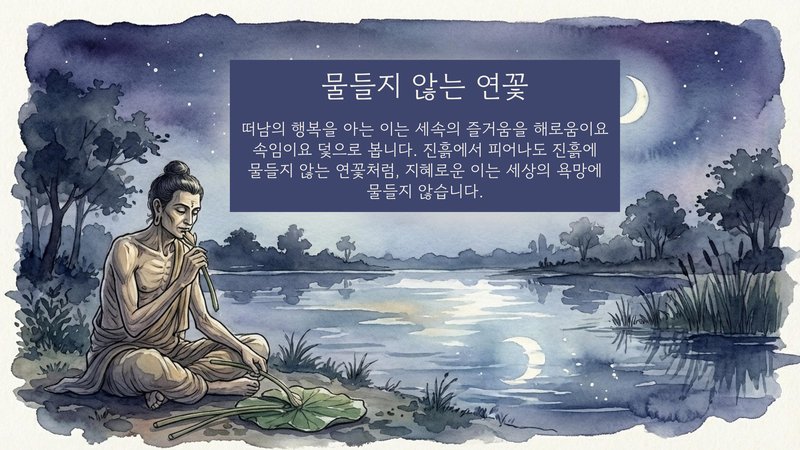 물들지 않는 연꽃
떠남의 행복을 아는 이는 세속의 즐거움을 해로움이요
속임이요 덫으로 봅니다. 진흙에서 피어나도 진흙에
물들지 않는 연꽃처럼, 지혜로운 이는 세상의 욕망에
물들지 않습니다.